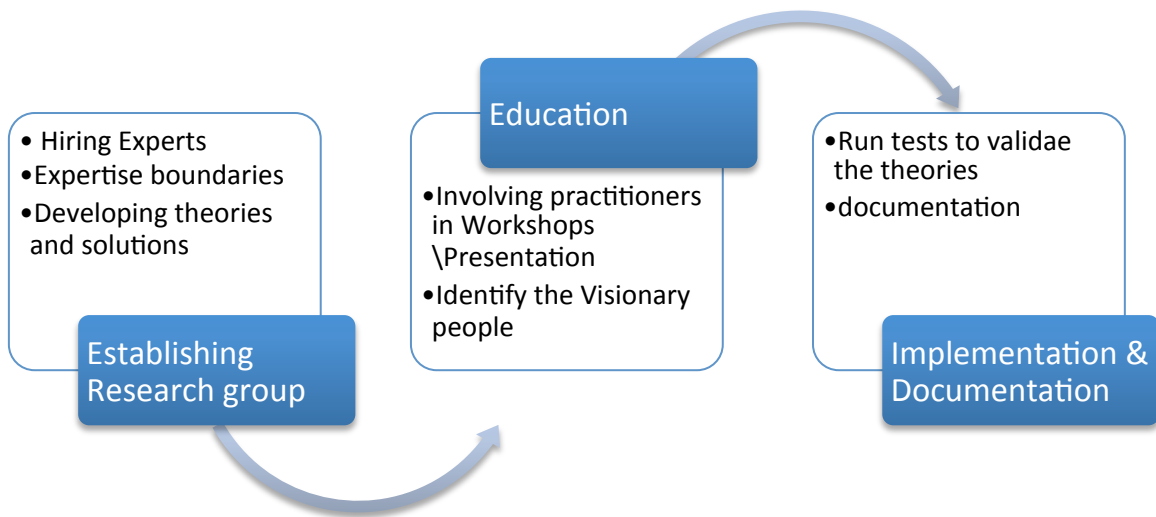 • Hiring Experts
•Expertise boundaries
•Developing theories
and solutions
Establishing
Research group
Education
•Involving practitioners
in Workshops
\Presentation
•Identify the Visionary
people
•Run tests to validae
the theories
•documentation
Implementation &
Documentation